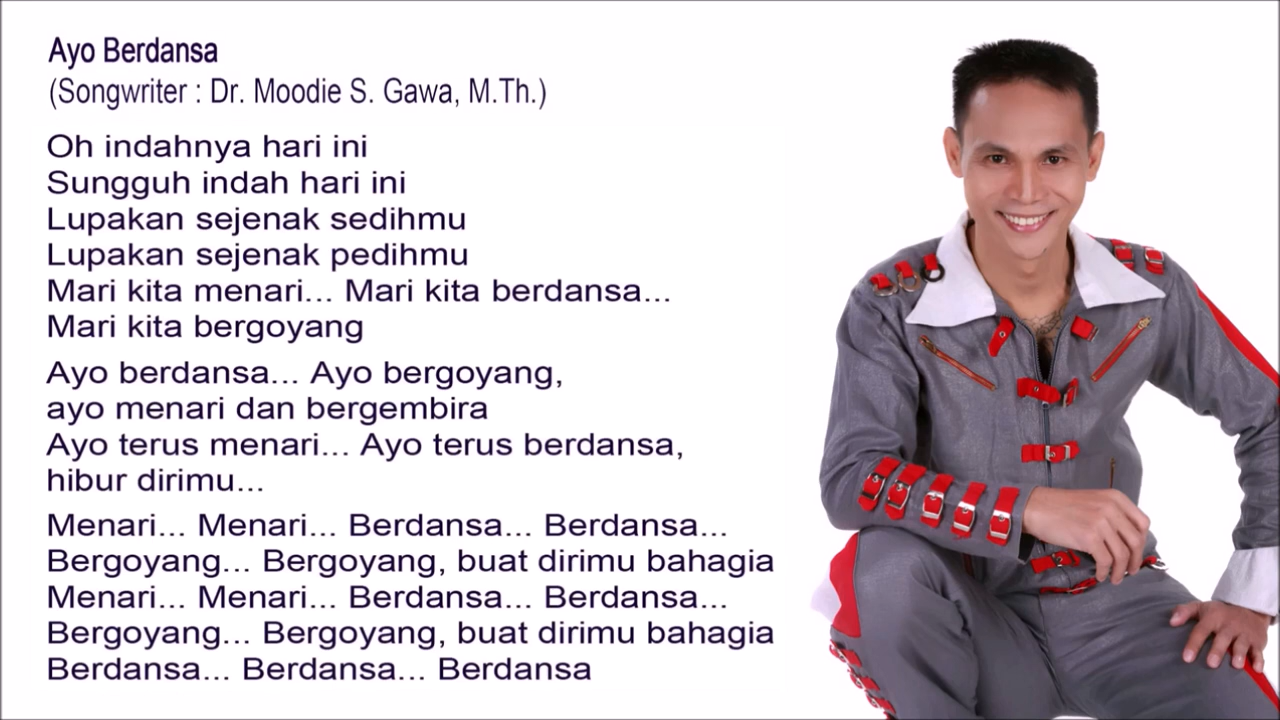 Ayo Berdansa
(Songwriter : Dr. Moodie S. Gawa, M.Th.)
Oh indahnya hari ini
Sungguh indah hari ini
Lupakan sejenak sedihmu
Lupakan sejenak pedihmu
Mari kita menari... Mari kita berdansa...
Mari kita bergoyang
Ayo berdansa... Ayo bergoyang,
ayo menari dan bergembira
Ayo terus menari... Ayo terus berdansa,
hibur dirimu...
Menari... Menari... Berdansa... Berdansa...
Bergoyang... Bergoyang, buat dirimu bahagia
Menari... Menari... Berdansa... Berdansa...
Bergoyang... Bergoyang, buat dirimu bahagia
Berdansa... Berdansa... Berdansa